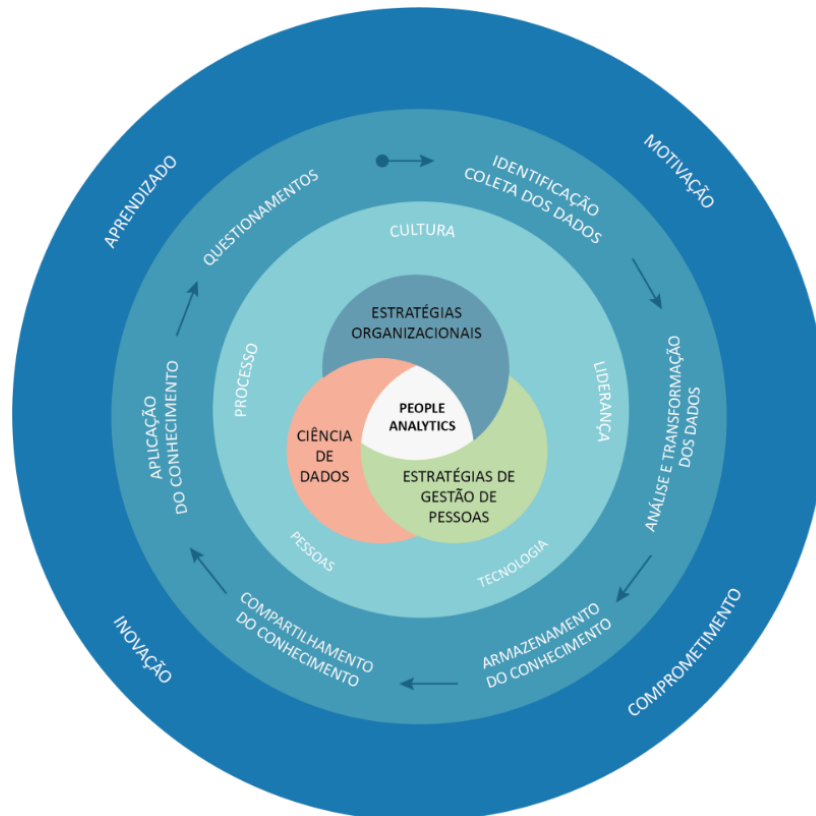 APRENDIZADO
MOTIVAÇÃO
COMPROMETIMENTO
INOVAÇÃO
QUESTIONAMENTOS
IDENTIFICAÇÃO
COLETA DOS DADOS
ANÁLISE E TRANSFORMAÇÃO
DOS DADOS
ARMAZENAMENTO
DO CONHECIMENTO
COMPARTILHAMENTO
DO CONHECIMENTO
APLICAÇÃO
DO CONHECIMENTO
CULTURA
LIDERANÇA
TECNOLOGIA
PESSOAS
PROCESSO
ESTRATÉGIAS
ORGANIZACIONAIS
PEOPLE
ANALYTICS
CIÊNCIA
DE
DADOS
ESTRATÉGIAS DE
GESTÃO DE
PESSOAS